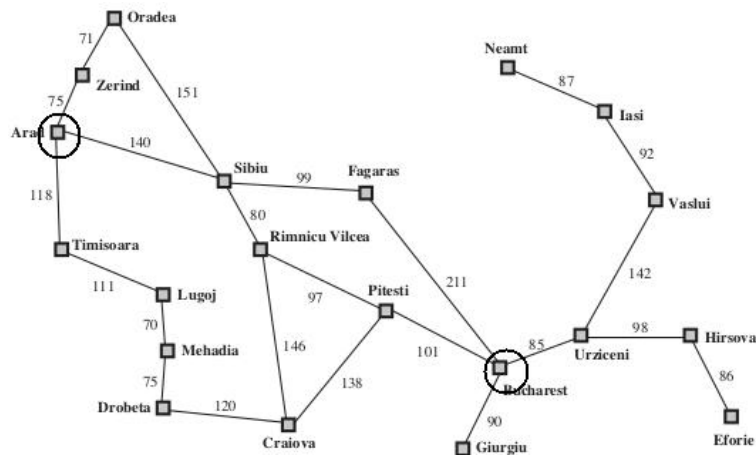 Oradea
71
Neamt
87
Zerind
151
75
Iasi
Arad
140
92
Sibiu
99
Fagaras
118
Vaslui
80
Timisoara
Rimnicu Vilcea
142
111
211
Lugoj
97
Pitesti
70
98
Hirsova
146
85
101
Urziceni
Mehadia
138
86
75
Bucharest
120
90
Drobeta
Craiova
Giurgiu
Eforie